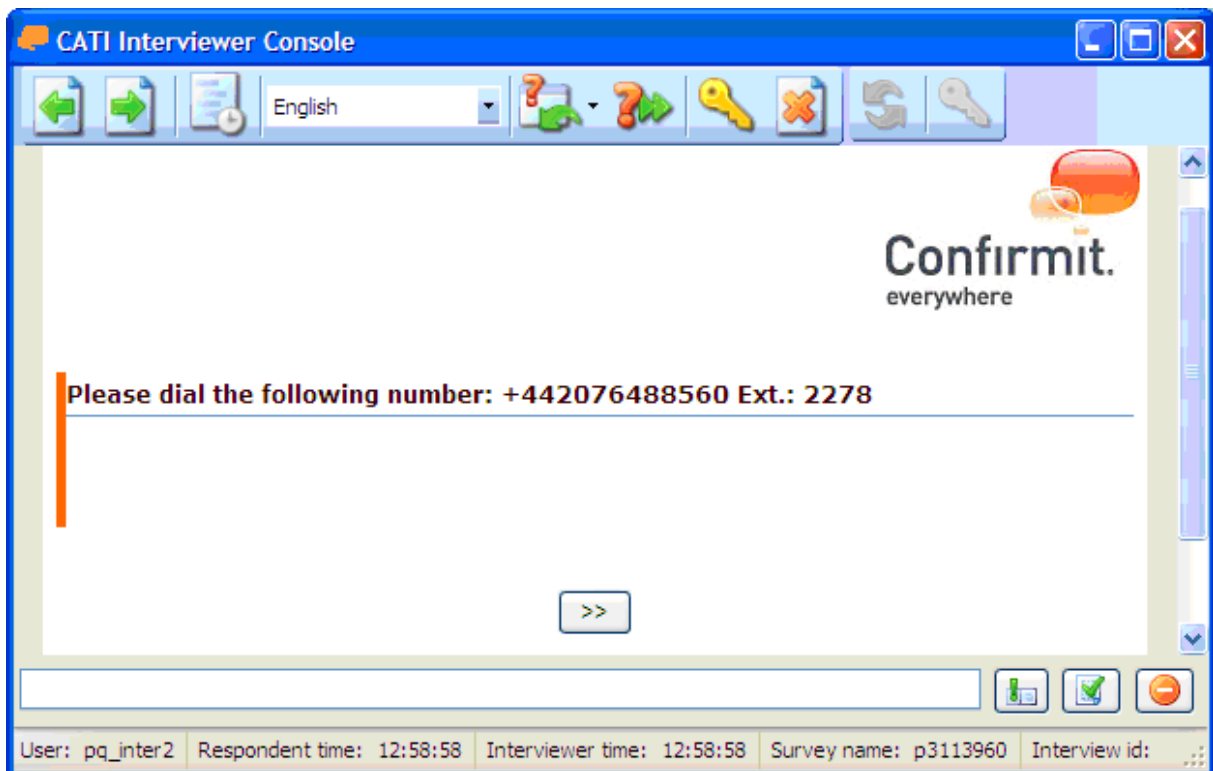 CATI Interviewer Console
English
Confirmit.
everywhere
Please dial the following number: +442076488560 Ext.: 2278
>>
User: pq_inter2 Respondent time: 12:58:58 Interviewer time: 12:58:58 Survey name: p3113960 Interview id: